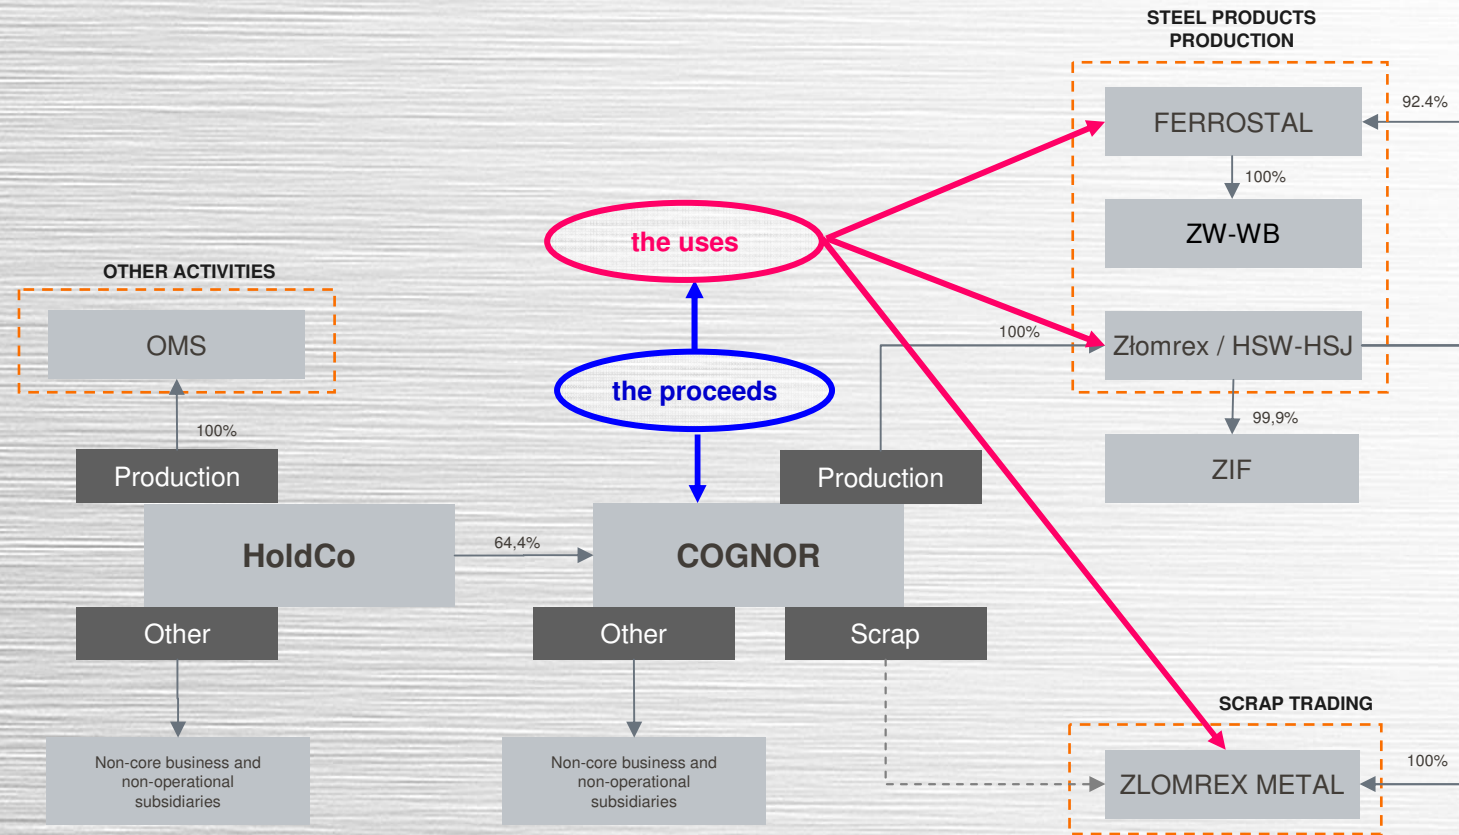 STEEL PRODUCTS
PRODUCTION
FERROSTAL
92.4%
100%
ZW-WB
the uses
OTHER ACTIVITIES
OMS
100%
Złomrex / HSW-HSJ
the proceeds
99,9%
100%
Production
Production
ZIF
HoldCo
64,4%
COGNOR
Other
Other
Scrap
SCRAP TRADING
Non-core business and
non-operational
subsidiaries
Non-core business and
non-operational
subsidiaries
ZLOMREX METAL
100%